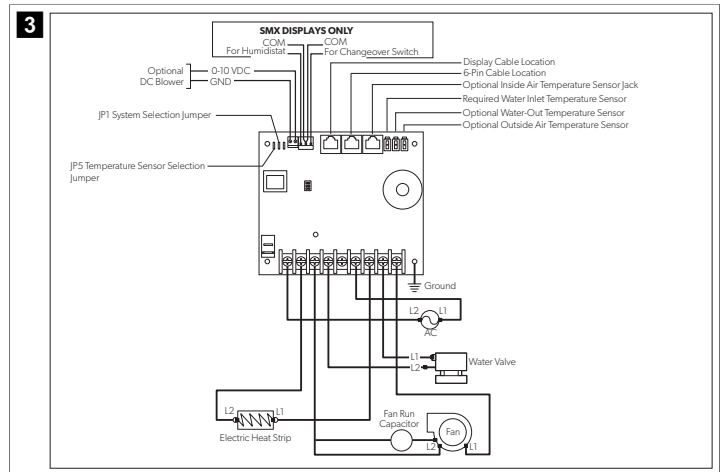 3
SMX DISPLAYS ONLY
COM
COM
For Humidistat
For Changeover Switch
Optional
DC Blower
0-10 VDC
GND
JP1 System Selection Jumper
JP5 Temperature Sensor Selection
Jumper
Display Cable Location
6-Pin Cable Location
Optional Inside Air Temperature Sensor Jack
Required Water Inlet Temperature Sensor
Optional Water-Out Temperature Sensor
Optional Outside Air Temperature Sensor
Ground
L2
L1
AC
L1
L2
Water Valve
L2
L1
Electric Heat Strip
Fan Run
Capacitor
Fan
L2
L1